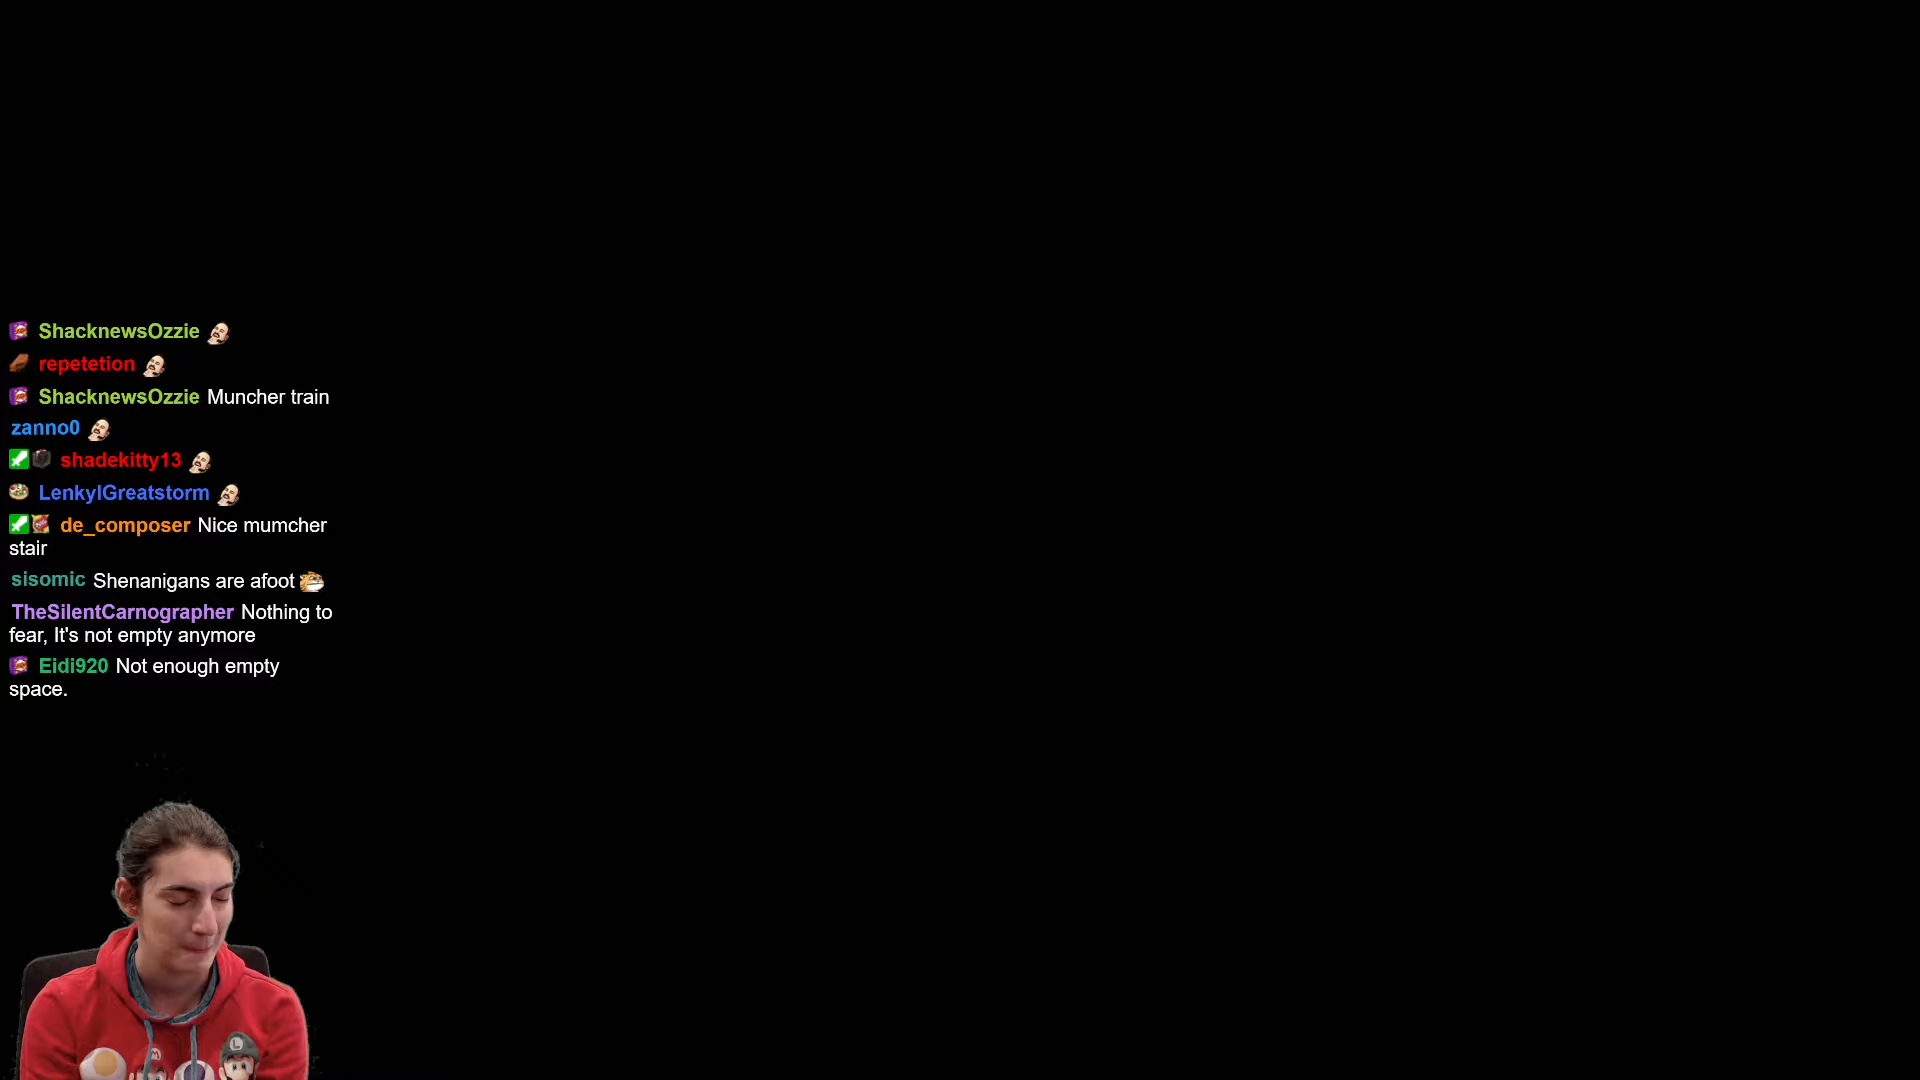 ShacknewsOzzie
repetetion
ShacknewsOzzie Muncher train
zanno0
shadekitty13
LenkylGreatstorm
de_composer Nice mumcher
stair
sisomic Shenanigans are afoot
TheSilentCarnographer Nothing to
fear, It's not empty anymore
Eidi920 Not enough empty
space.
M
L